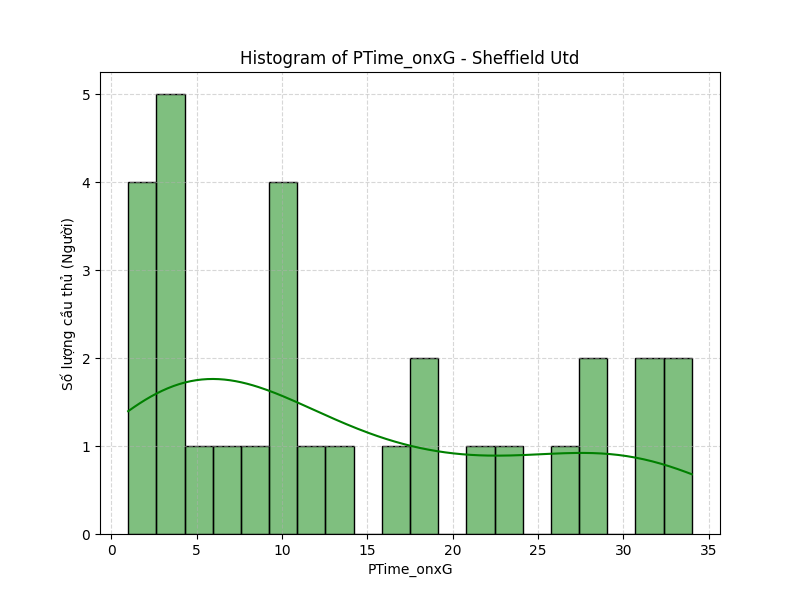 Histogram of PTime_onxG - Sheffield Utd
Số lượng cầu thủ (Người)
5
4
3
2
1
0
0 5 10 15 20 25 30 35
PTime_onxG